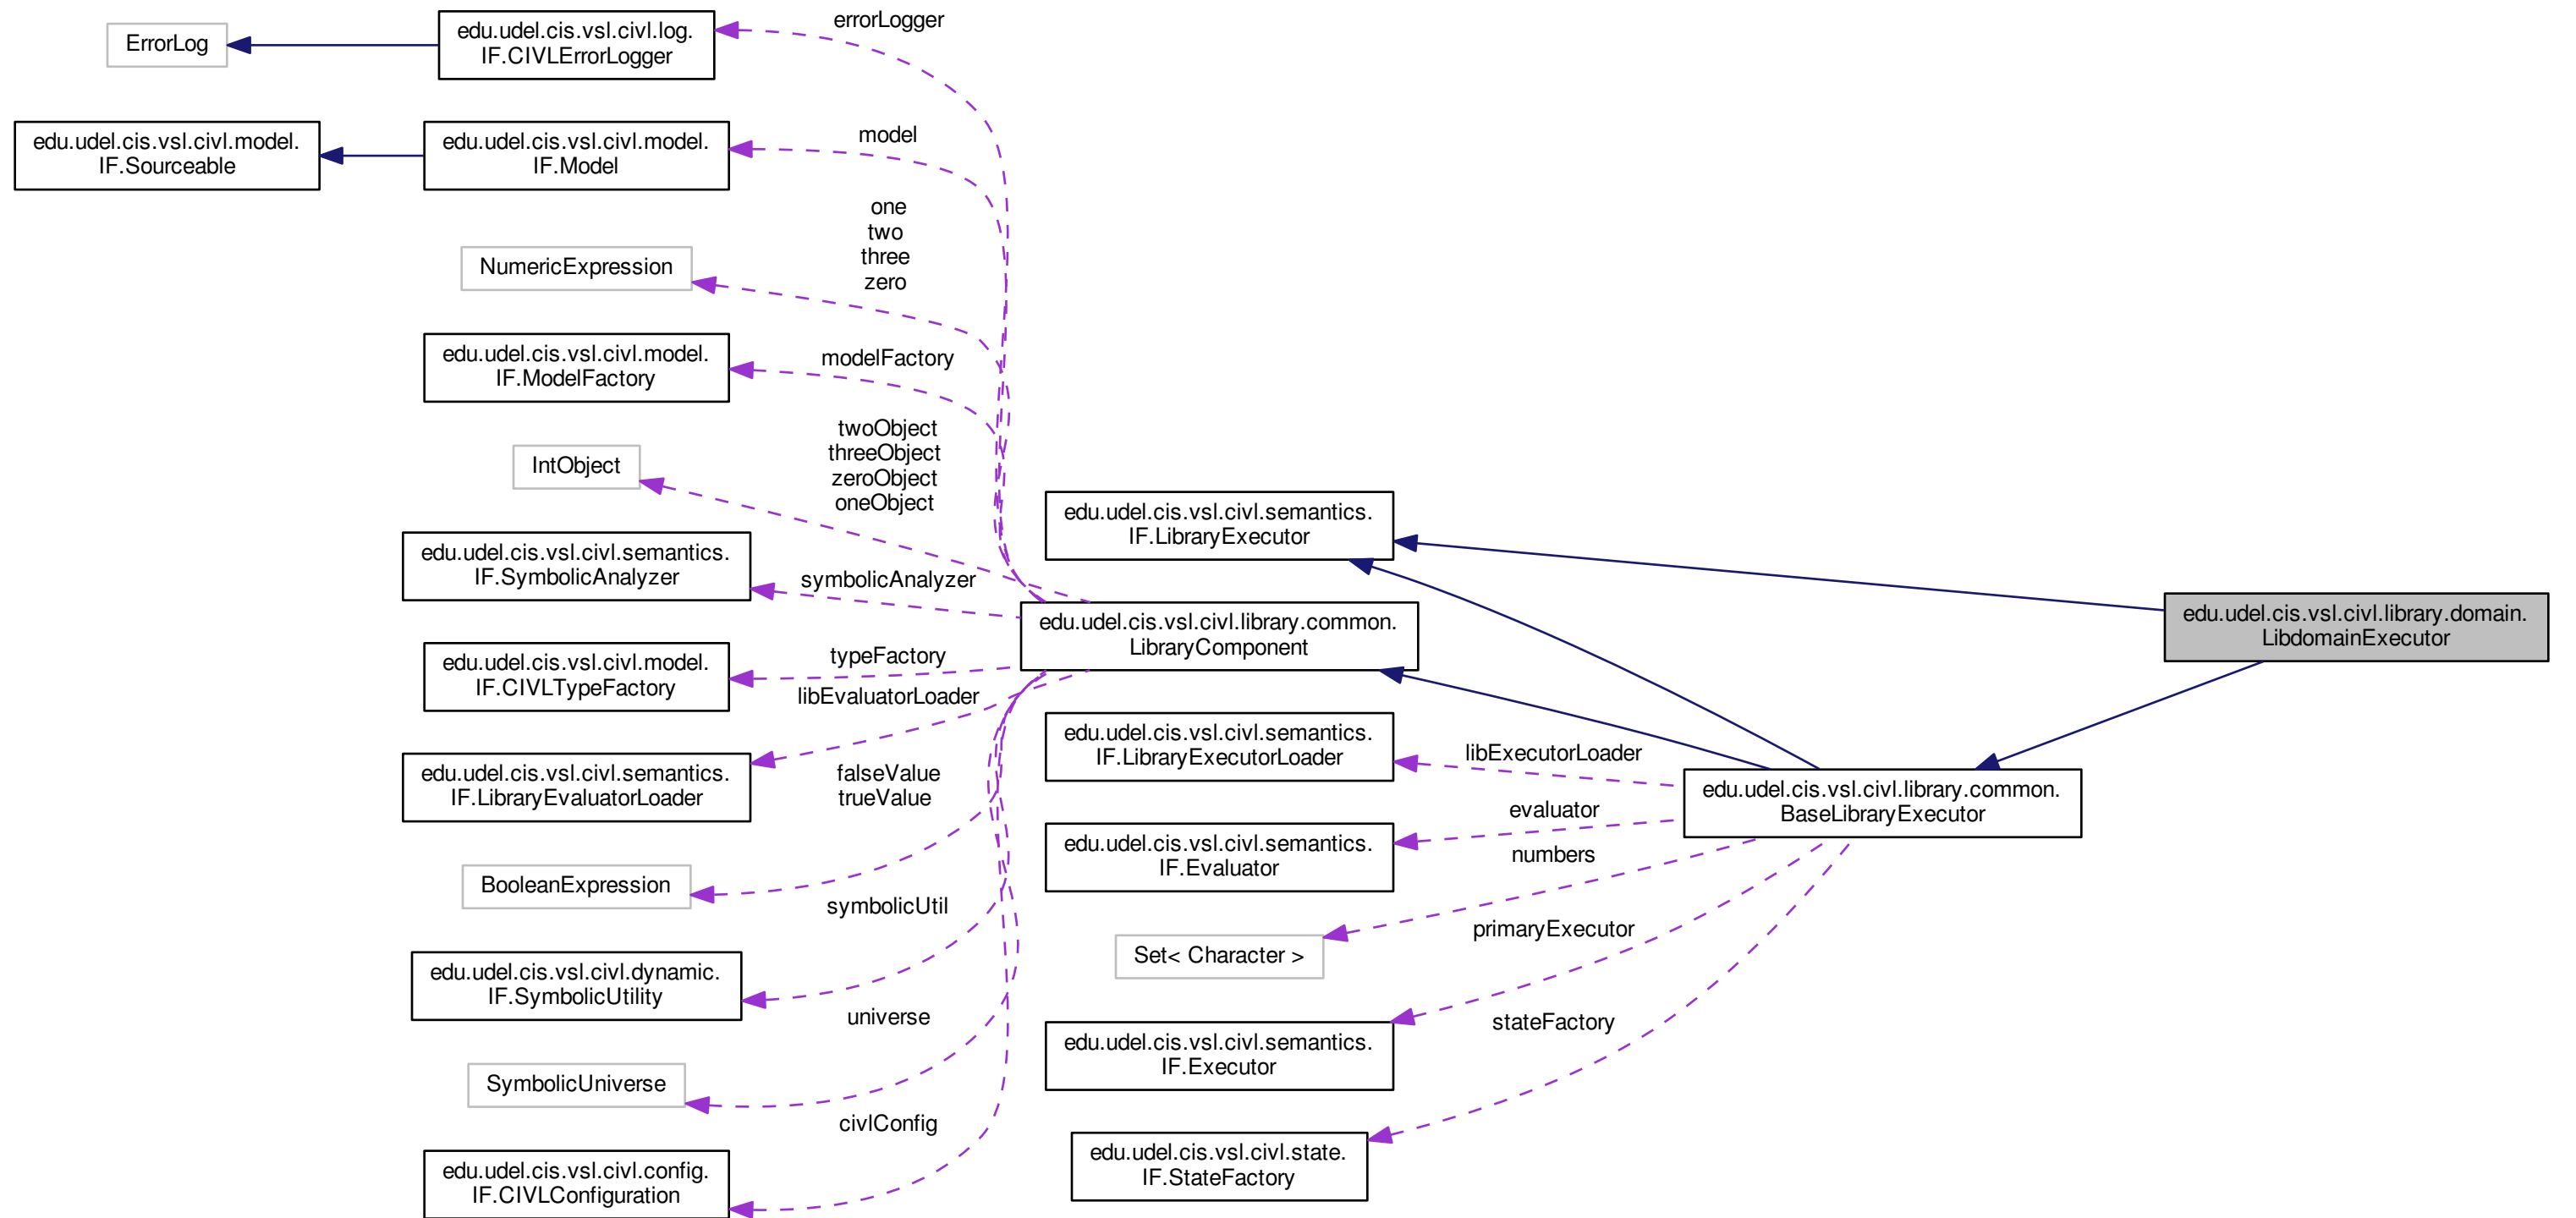 errorLogger
ErrorLog
edu.udel.cis.vsl.civl.log.
IF.CIVLErrorLogger
edu.udel.cis.vsl.civl.model.
IF.Sourceable
edu.udel.cis.vsl.civl.model.
IF.Model
model
one
two
three
zero
NumericExpression
edu.udel.cis.vsl.civl.model.
IF.ModelFactory
modelFactory
twoObject
threeObject
zeroObject
oneObject
IntObject
edu.udel.cis.vsl.civl.semantics.
IF.SymbolicAnalyzer
symbolicAnalyzer
edu.udel.cis.vsl.civl.model.
IF.CIVLTypeFactory
typeFactory
libEvaluatorLoader
edu.udel.cis.vsl.civl.semantics.
IF.LibraryEvaluatorLoader
falseValue
trueValue
BooleanExpression
symbolicUtil
edu.udel.cis.vsl.civl.dynamic.
IF.SymbolicUtility
universe
SymbolicUniverse
civlConfig
edu.udel.cis.vsl.civl.config.
IF.CIVLConfiguration
edu.udel.cis.vsl.civl.semantics.
IF.LibraryExecutor
edu.udel.cis.vsl.civl.library.common.
LibraryComponent
edu.udel.cis.vsl.civl.semantics.
IF.LibraryExecutorLoader
libExecutorLoader
edu.udel.cis.vsl.civl.semantics.
IF.Evaluator
evaluator
numbers
Set< Character >
primaryExecutor
edu.udel.cis.vsl.civl.semantics.
IF.Executor
stateFactory
edu.udel.cis.vsl.civl.state.
IF.StateFactory
edu.udel.cis.vsl.civl.library.common.
BaseLibraryExecutor
edu.udel.cis.vsl.civl.library.domain.
LibdomainExecutor